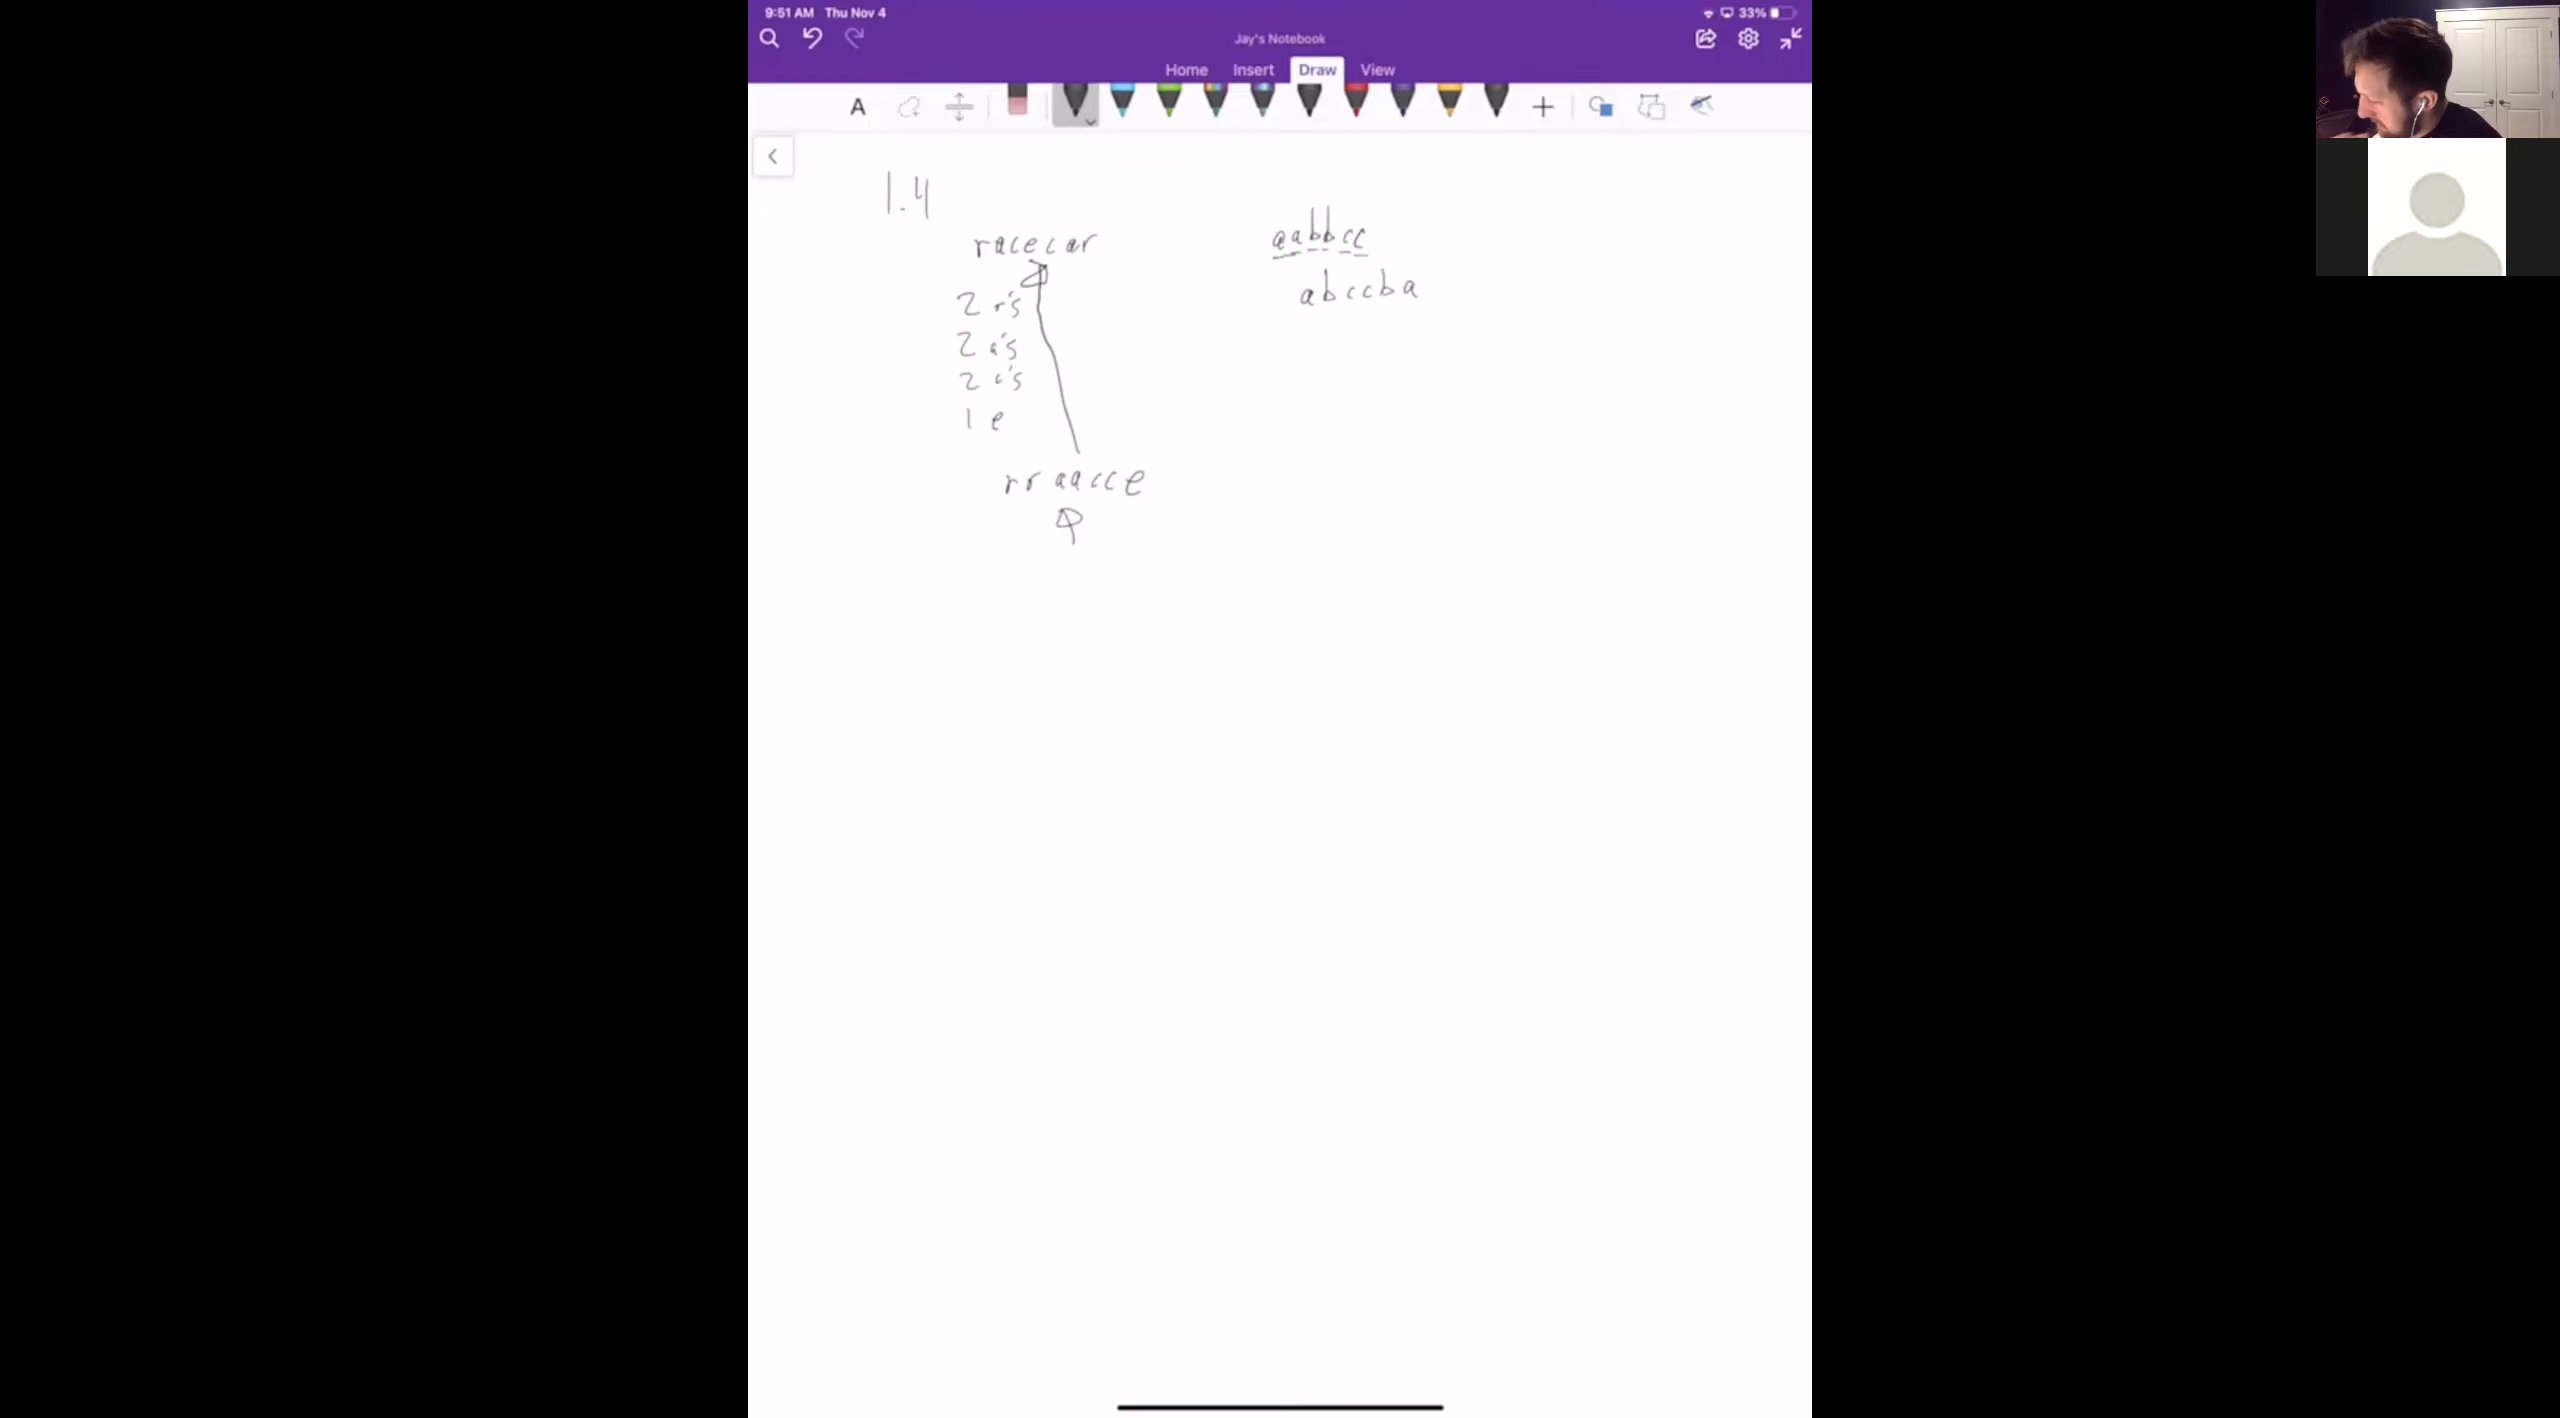 9:51 AM Thu Nov 4
33%
Jay's Notebook
Home Insert Draw View
A
1.4
racecar
2 r's
2 a's
2 c's
1 e
rraacce
aabbcc
abccba